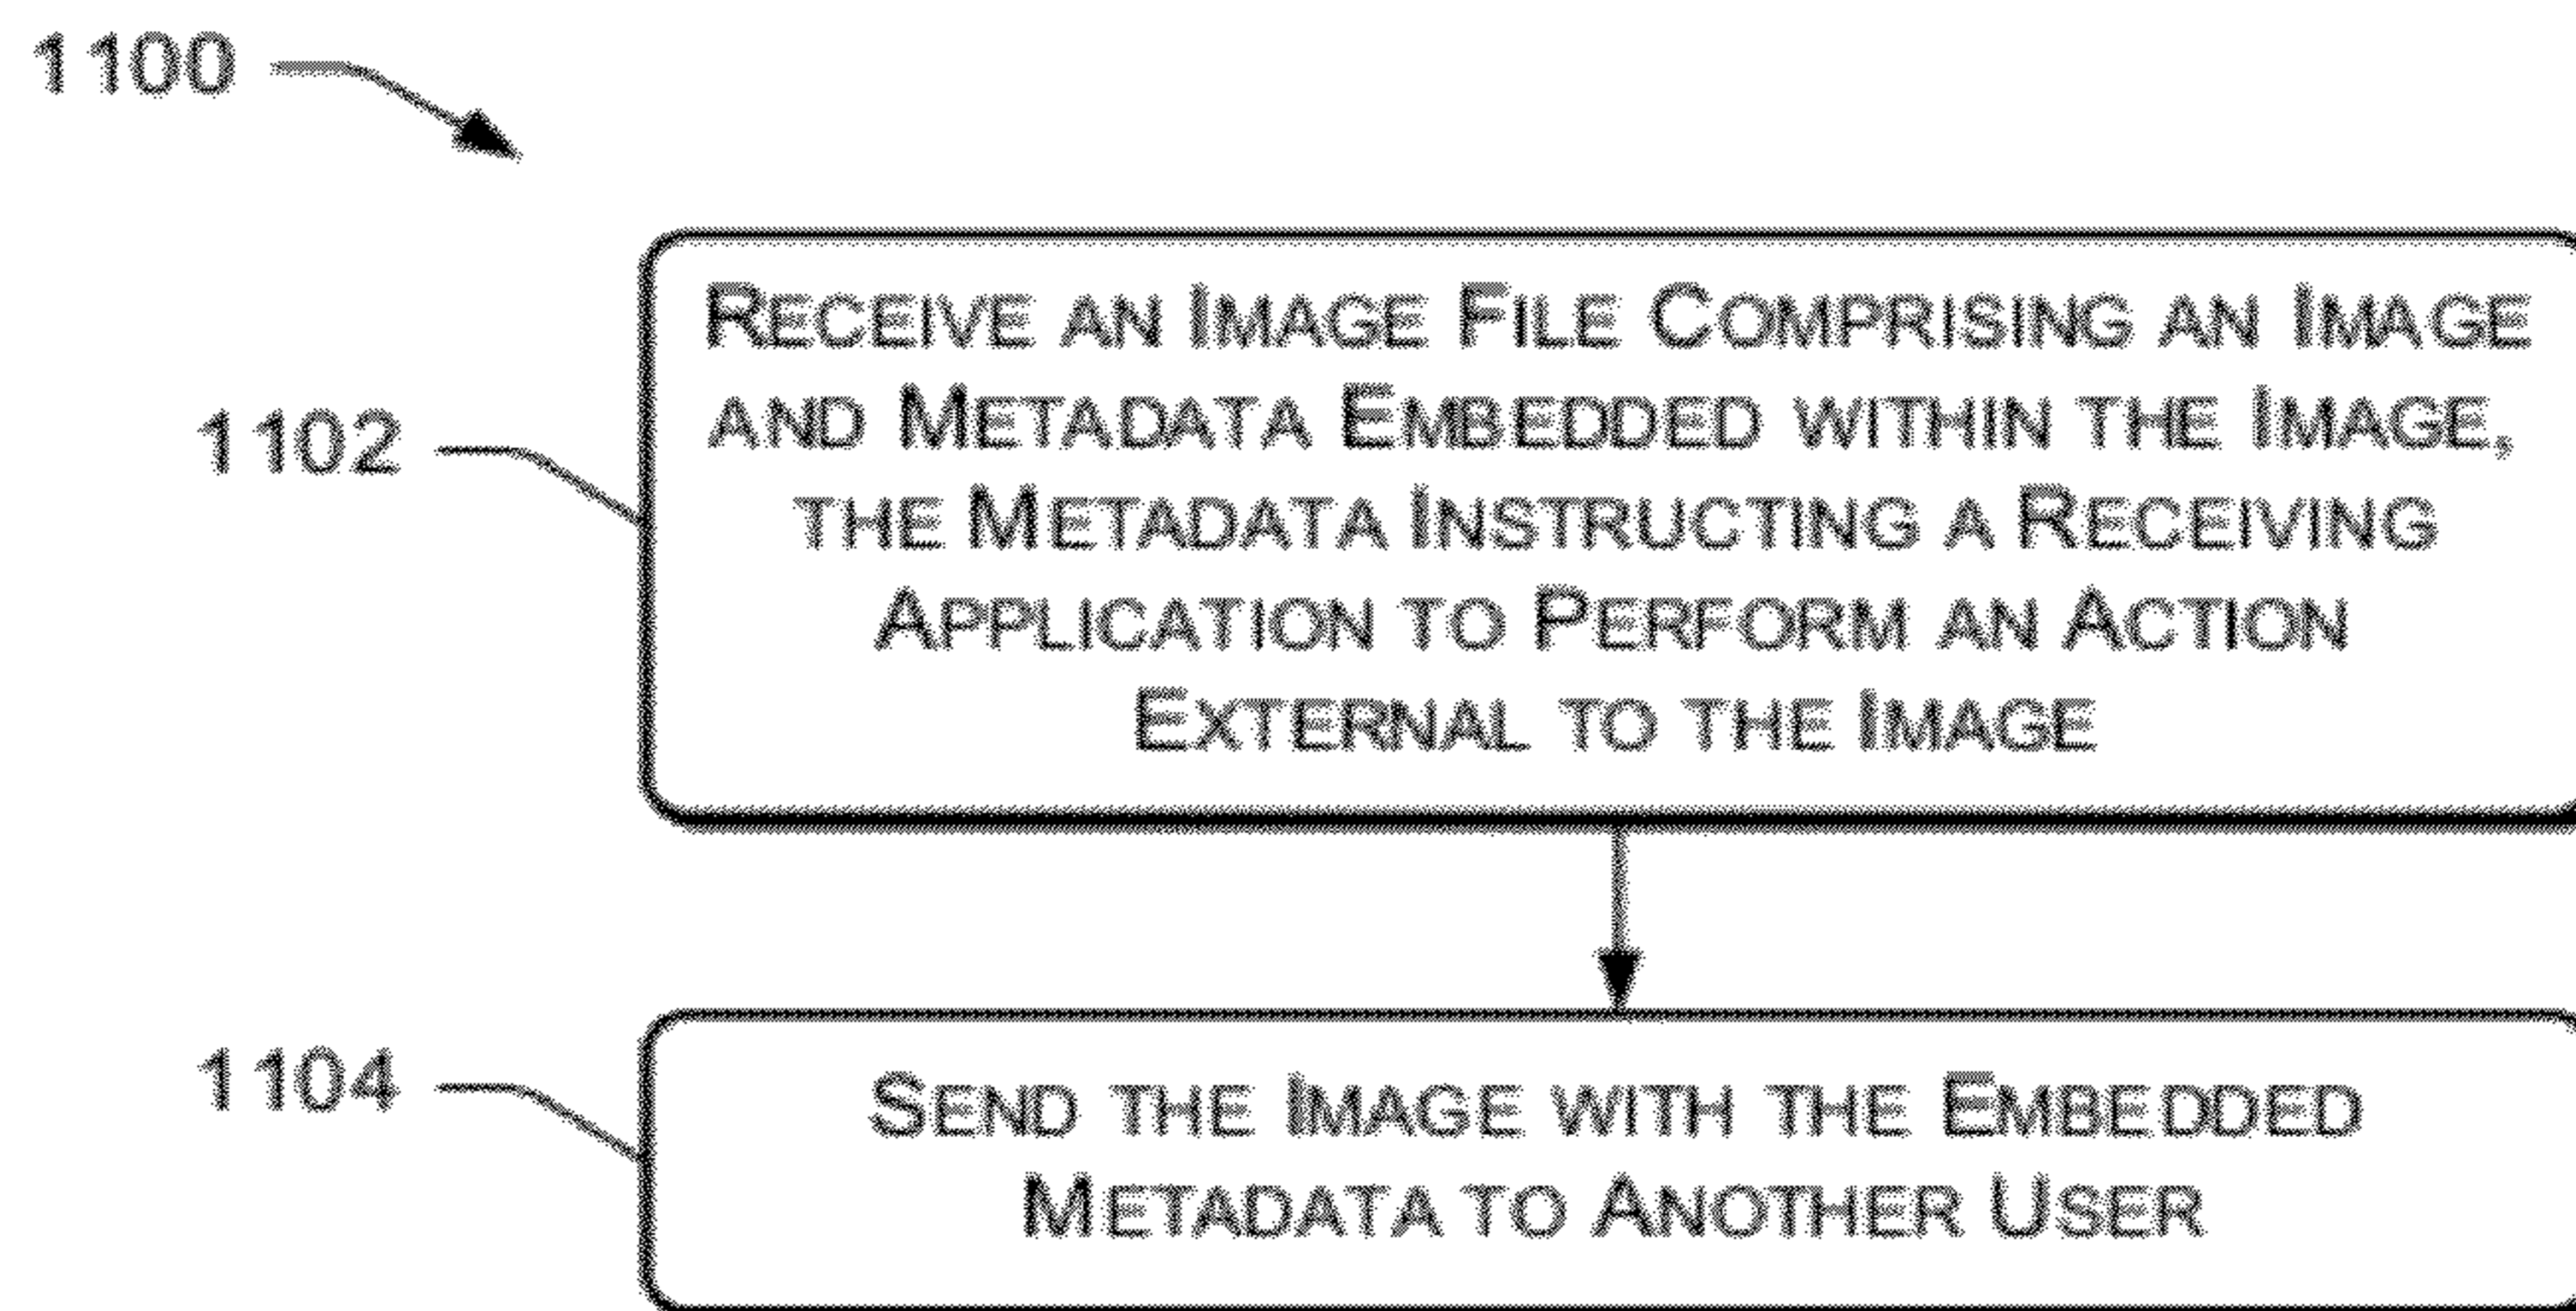 1100
RECEIVE AN IMAGE FILE COMPRISING AN IMAGE
AND METADATA EMBEDDED WITHIN THE IMAGE,
1102
THE METADATA INSTRUCTING A RECEIVING
APPLICATION TO PERFORM AN ACTION
EXTERNAL TO THE IMAGE
1104
SEND THE IMAGE WITH THE EMBEDDED
METADATA TO ANOTHER USER